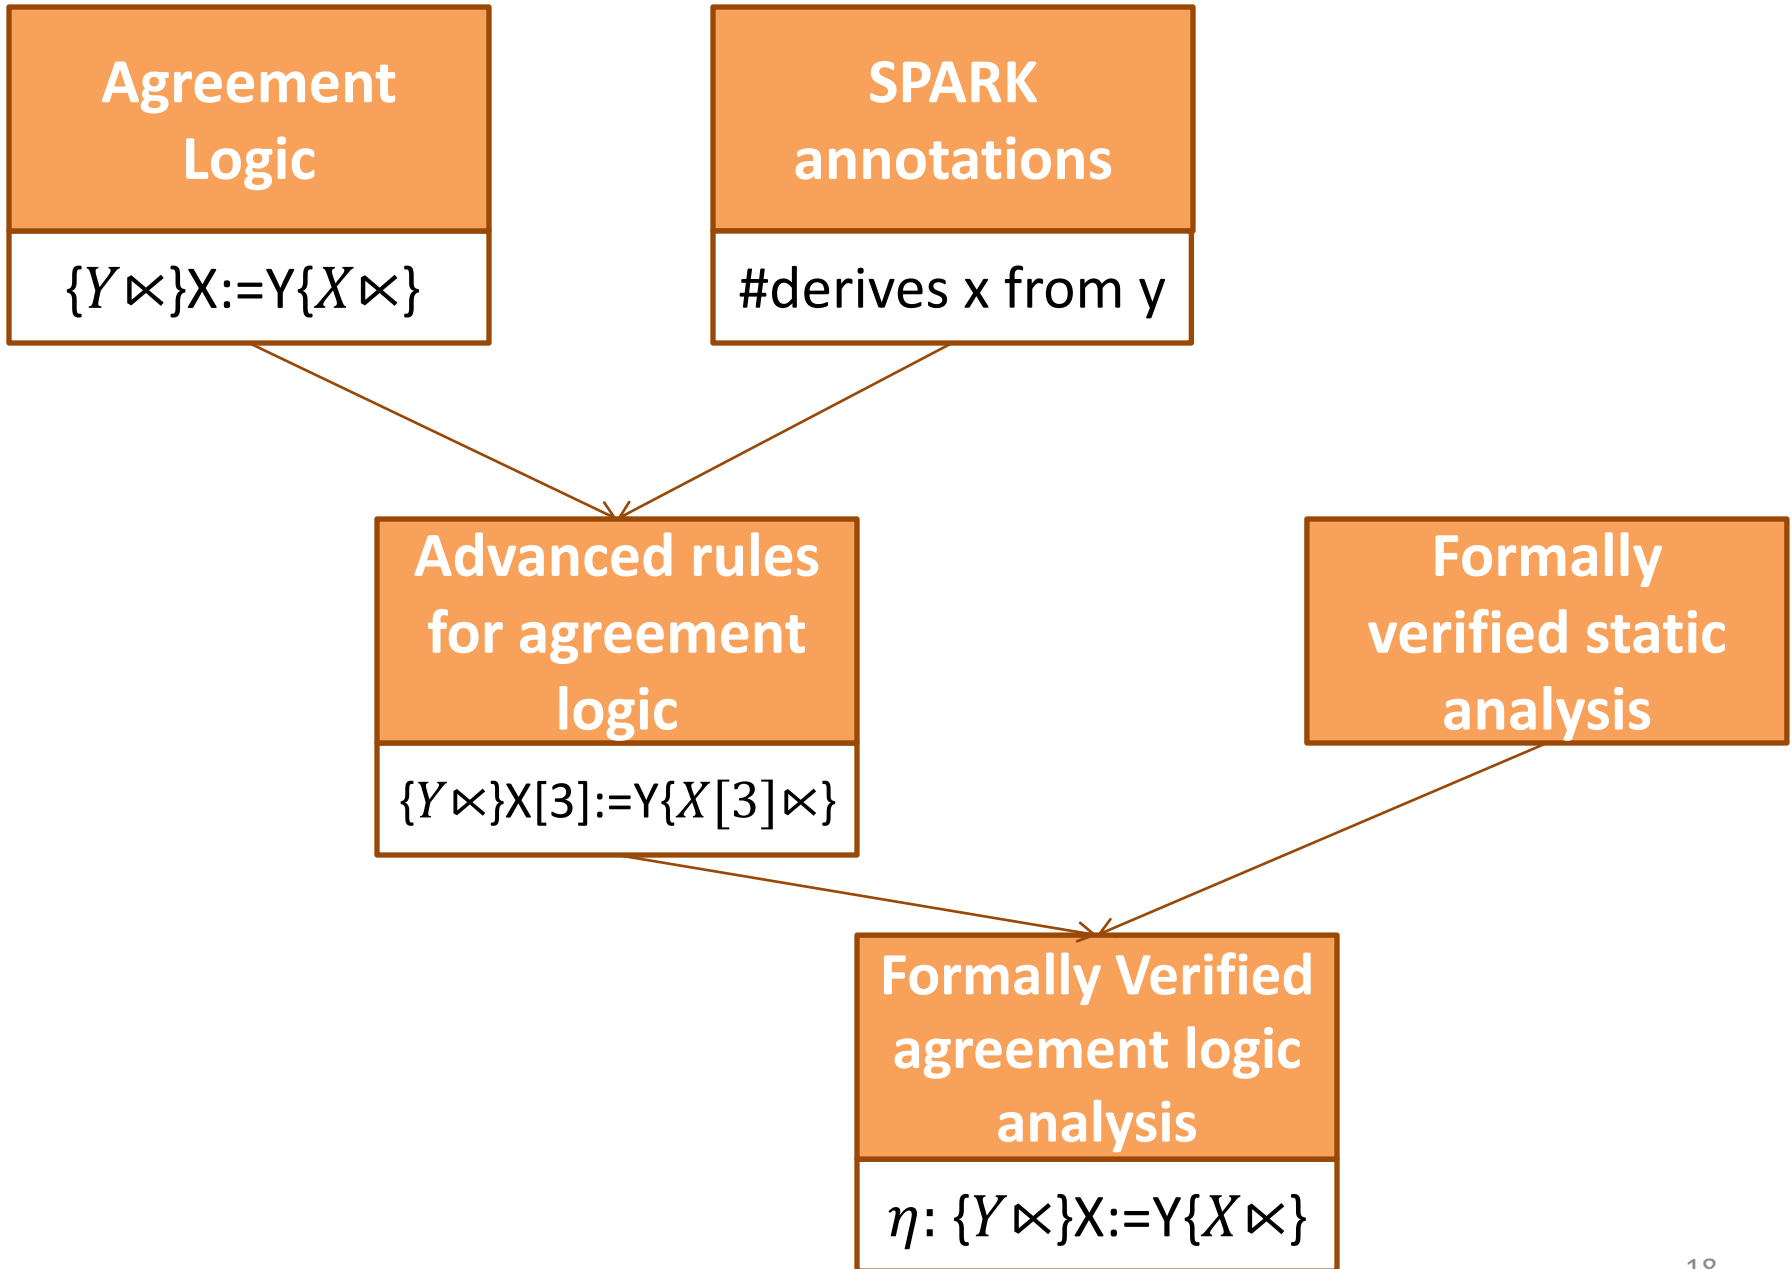 Agreement
Logic
{Y⋉}X:=Y{X⋉}
SPARK
annotations
#derives x from y
Advanced rules
for agreement
logic
{Y⋉}X[3]:=Y{X[3]⋉}
Formally
verified static
analysis
Formally Verified
agreement logic
analysis
η: {Y⋉}X:=Y{X⋉}
18